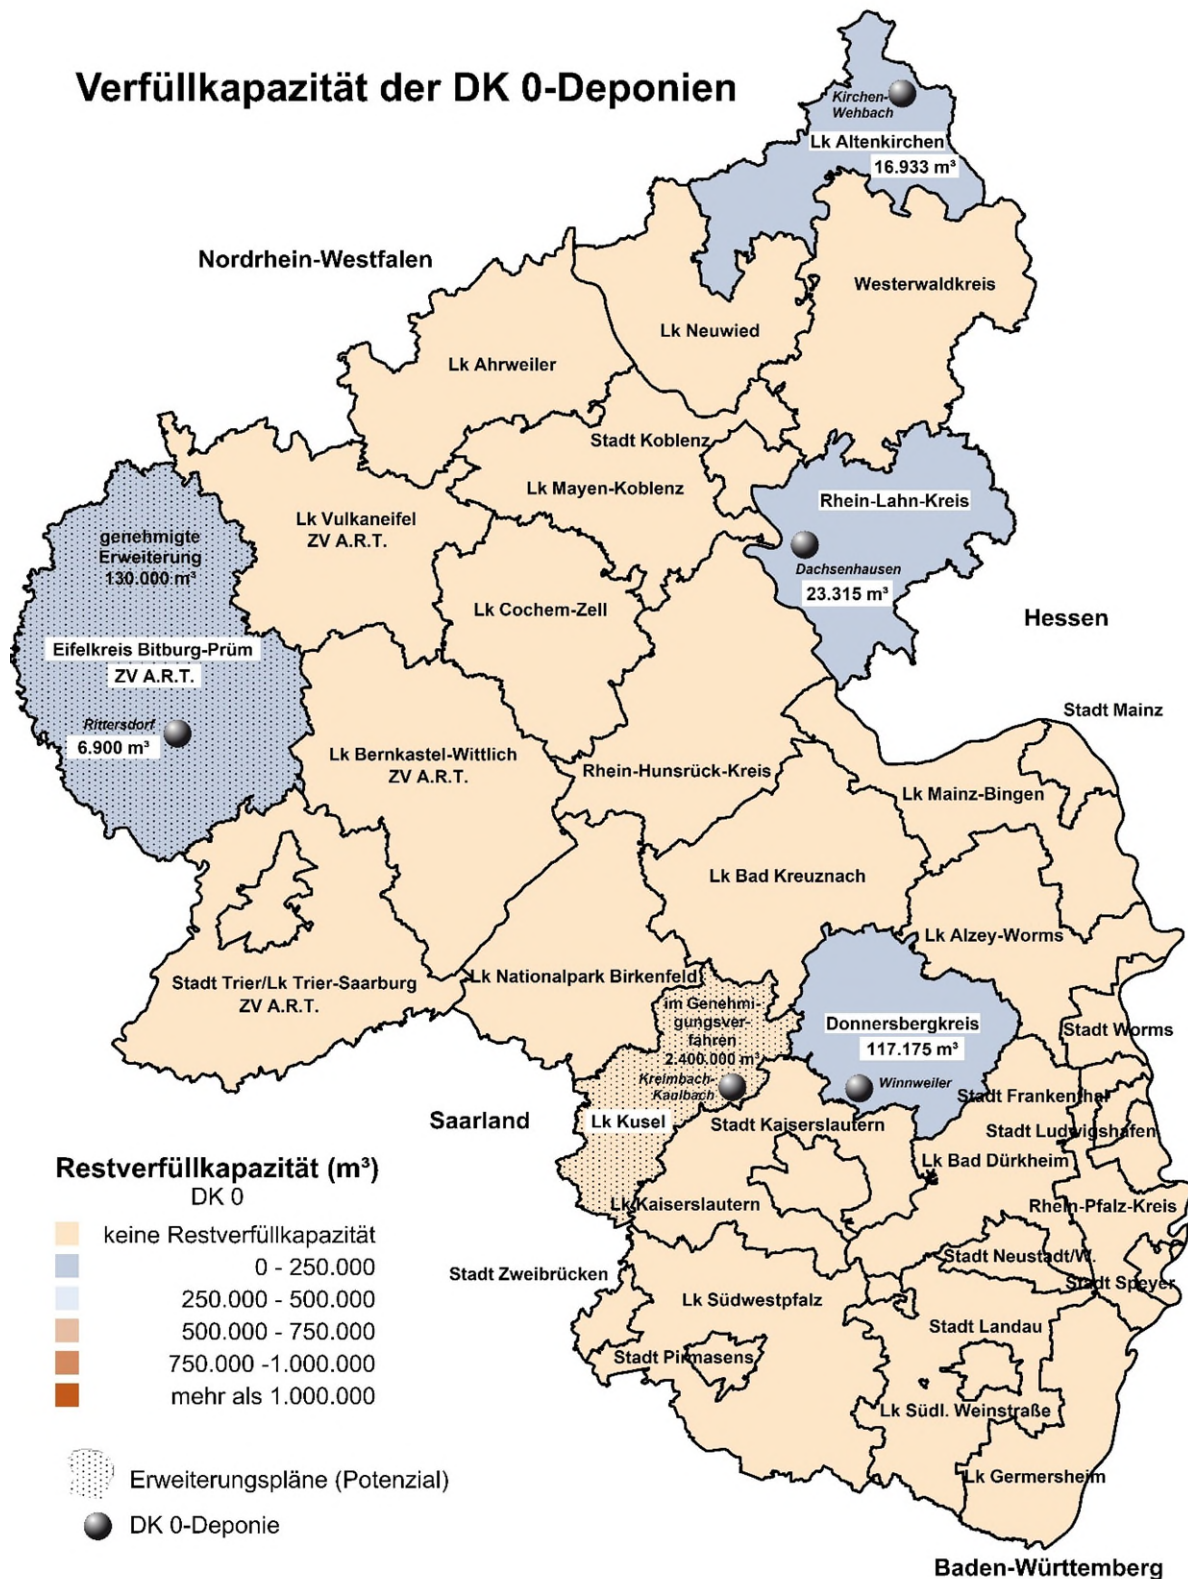 Verfüllkapazität der DK 0-Deponien
Kirchen-
Wehbach
Lk Altenkirchen
16.933 m³
Nordrhein-Westfalen
Westerwaldkreis
Lk Neuwied
Lk Ahrweiler
Stadt Koblenz
Lk Mayen-Koblenz
Rhein-Lahn-Kreis
Lk Vulkaneifel
ZV A.R.T.
genehmigte
Erweiterung
130.000 m³
Dachsenhausen
23.315 m³
Lk Cochem-Zell
Hessen
Eifelkreis Bitburg-Prüm
ZV A.R.T.
Rittersdorf
6.900 m³
Stadt Mainz
Lk Bernkastel-Wittlich
ZV A.R.T.
Rhein-Hunsrück-Kreis
Lk Mainz-Bingen
Lk Bad Kreuznach
Lk Alzey-Worms
Stadt Trier/Lk Trier-Saarburg
ZV A.R.T.
Lk Nationalpark Birkenfeld
im Genehmi-
gungsver-
fahren
2.400.000 m³
Kreimbach-
Kaulbach
Donnersbergkreis
117.175 m³
Winnweiler
Stadt Worms
Stadt Frankenthal
Saarland
Lk Kusel
Stadt Kaiserslautern
Stadt Ludwigshafen
Lk Bad Dürkheim
Lk Kaiserslautern
Rhein-Pfalz-Kreis
Stadt Neustadt/W.
Stadt Speyer
Stadt Zweibrücken
Lk Südwestpfalz
Stadt Landau
Stadt Pirmasens
Lk Südl. Weinstraße
Lk Germersheim
Baden-Württemberg
Restverfüllkapazität (m³)
DK 0
keine Restverfüllkapazität
0 - 250.000
250.000 - 500.000
500.000 - 750.000
750.000 -1.000.000
mehr als 1.000.000
Erweiterungspläne (Potenzial)
DK 0-Deponie